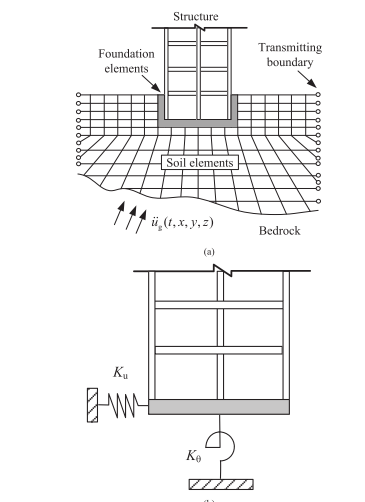 Structure
Foundation
elements
Transmitting
boundary
Soil elements
üg(t, x, y, z)
Bedrock
(a)
Ku
Kθ